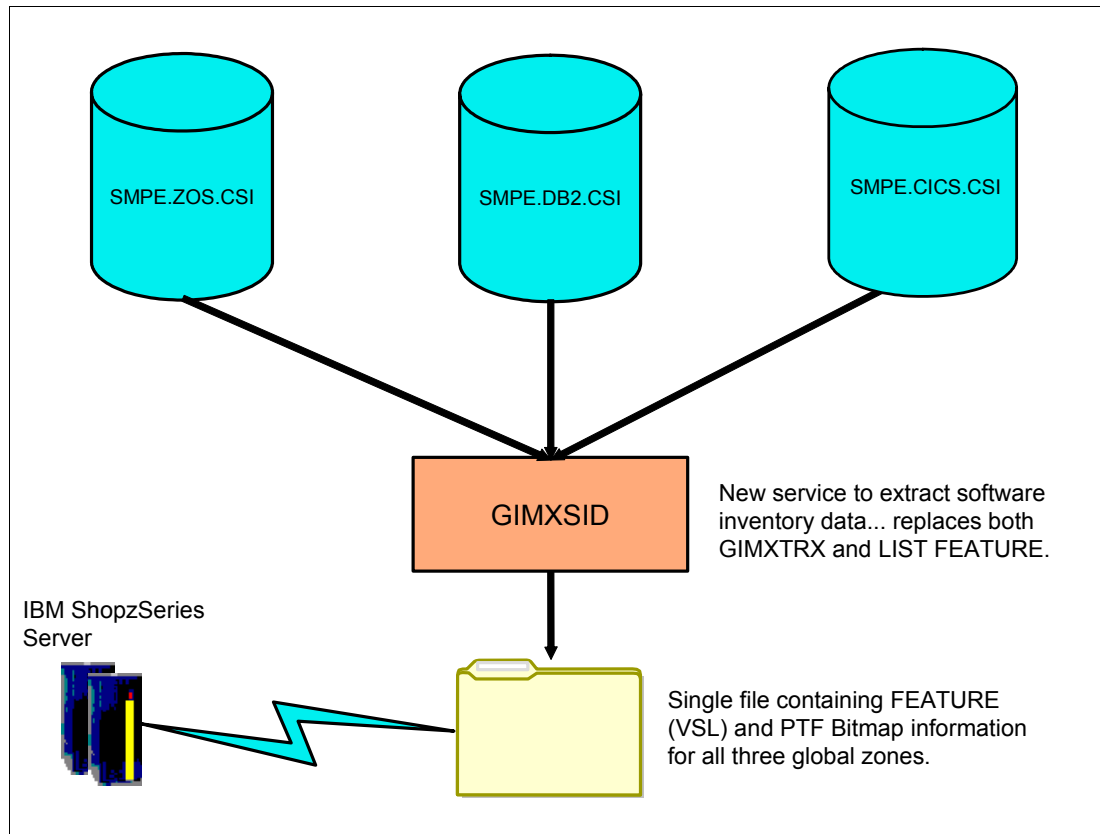 SMPE.ZOS.CSI
SMPE.DB2.CSI
SMPE.CICS.CSI
GIMXSID
New service to extract software
inventory data... replaces both
GIMXTRX and LIST FEATURE.
IBM ShopzSeries
Server
Single file containing FEATURE
(VSL) and PTF Bitmap information
for all three global zones.